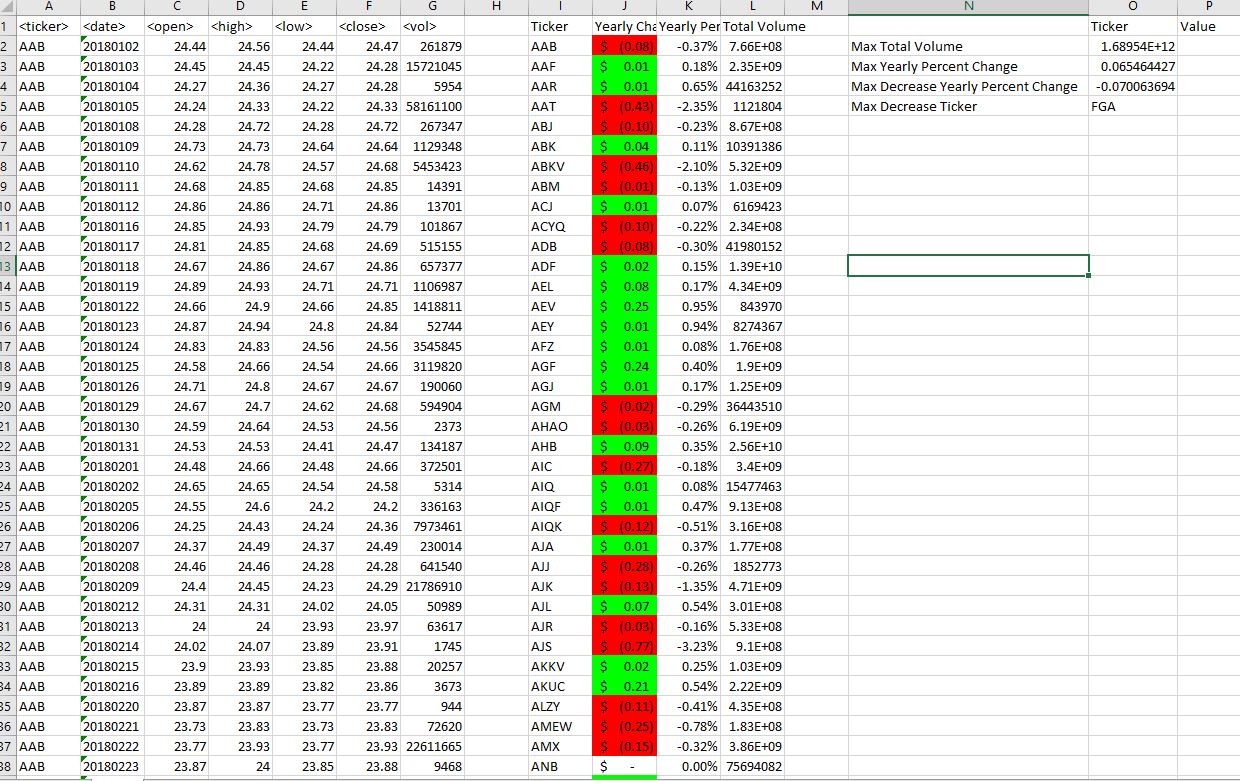 A B C D E F G H I J K L M N O P
1 <ticker> <date> <open> <high> <low> <close> <vol> Ticker Yearly Cha Yearly Per Total Volume Ticker Value
2 AAB 20180102 24.44 24.56 24.44 24.47 261879 AAB $ (0.08) -0.37% 7.66E+08 Max Total Volume 1.68954E+12
3 AAB 20180103 24.45 24.45 24.22 24.28 15721045 AAF $ 0.01 0.18% 2.35E+09 Max Yearly Percent Change 0.065464427
4 AAB 20180104 24.27 24.36 24.27 24.28 5954 AAR $ 0.01 0.65% 44163252 Max Decrease Yearly Percent Change -0.070063694
5 AAB 20180105 24.24 24.33 24.22 24.33 58161100 AAT $ (0.43) -2.35% 1121804 Max Decrease Ticker FGA
6 AAB 20180108 24.28 24.72 24.28 24.72 267347 ABJ $ (0.10) -0.23% 8.67E+08
7 AAB 20180109 24.73 24.73 24.64 24.64 1129348 ABK $ 0.04 0.11% 10391386
8 AAB 20180110 24.62 24.78 24.57 24.68 5453423 ABKV $ (0.46) -2.10% 5.32E+09
9 AAB 20180111 24.68 24.85 24.68 24.85 14391 ABM $ (0.01) -0.13% 1.03E+09
10 AAB 20180112 24.86 24.86 24.71 24.86 13701 ACJ $ 0.01 0.07% 6169423
11 AAB 20180116 24.85 24.93 24.79 24.79 101867 ACYQ $ (0.10) -0.22% 2.34E+08
12 AAB 20180117 24.81 24.85 24.68 24.69 515155 ADB $ (0.08) -0.30% 41980152
13 AAB 20180118 24.67 24.86 24.67 24.86 657377 ADF $ 0.02 0.15% 1.39E+10
14 AAB 20180119 24.89 24.93 24.71 24.71 1106987 AEL $ 0.08 0.17% 4.34E+09
15 AAB 20180122 24.66 24.9 24.66 24.85 1418811 AEV $ 0.25 0.95% 843970
16 AAB 20180123 24.87 24.94 24.8 24.84 52744 AEY $ 0.01 0.94% 8274367
17 AAB 20180124 24.83 24.83 24.56 24.56 3545845 AFZ $ 0.01 0.08% 1.76E+08
18 AAB 20180125 24.58 24.66 24.54 24.66 3119820 AGF $ 0.24 0.40% 1.9E+09
19 AAB 20180126 24.71 24.8 24.67 24.67 190060 AGJ $ 0.01 0.17% 1.25E+09
20 AAB 20180129 24.67 24.7 24.62 24.68 594904 AGM $ (0.02) -0.29% 36443510
21 AAB 20180130 24.59 24.64 24.53 24.56 2373 AHAO $ (0.03) -0.26% 6.19E+09
22 AAB 20180131 24.53 24.53 24.41 24.47 134187 AHB $ 0.09 0.35% 2.56E+10
23 AAB 20180201 24.48 24.66 24.48 24.66 372501 AIC $ (0.27) -0.18% 3.4E+09
24 AAB 20180202 24.65 24.65 24.54 24.58 5314 AIQ $ 0.01 0.08% 15477463
25 AAB 20180205 24.55 24.6 24.2 24.2 336163 AIQF $ 0.01 0.47% 9.13E+08
26 AAB 20180206 24.25 24.43 24.24 24.36 7973461 AIQK $ (0.12) -0.51% 3.16E+08
27 AAB 20180207 24.37 24.49 24.37 24.49 230014 AJA $ 0.01 0.37% 1.77E+08
28 AAB 20180208 24.46 24.46 24.28 24.28 641540 AJJ $ (0.28) -0.26% 1852773
29 AAB 20180209 24.4 24.45 24.23 24.29 21786910 AJK $ (0.13) -1.35% 4.71E+09
30 AAB 20180212 24.31 24.31 24.02 24.05 50989 AJL $ 0.07 0.54% 3.01E+08
31 AAB 20180213 24 24 23.93 23.97 63617 AJR $ (0.03) -0.16% 5.33E+08
32 AAB 20180214 24.02 24.07 23.89 23.91 1745 AJS $ (0.77) -3.23% 9.1E+08
33 AAB 20180215 23.9 23.93 23.85 23.88 20257 AKKV $ 0.02 0.25% 1.03E+09
34 AAB 20180216 23.89 23.89 23.82 23.86 3673 AKUC $ 0.21 0.54% 2.22E+09
35 AAB 20180220 23.87 23.87 23.77 23.77 944 ALZY $ (0.11) -0.41% 4.35E+08
36 AAB 20180221 23.73 23.83 23.73 23.83 72620 AMEW $ (0.25) -0.78% 1.83E+08
37 AAB 20180222 23.77 23.93 23.77 23.93 22611665 AMX $ (0.15) -0.32% 3.86E+09
38 AAB 20180223 23.87 24 23.85 23.88 9468 ANB $ - 0.00% 75694082